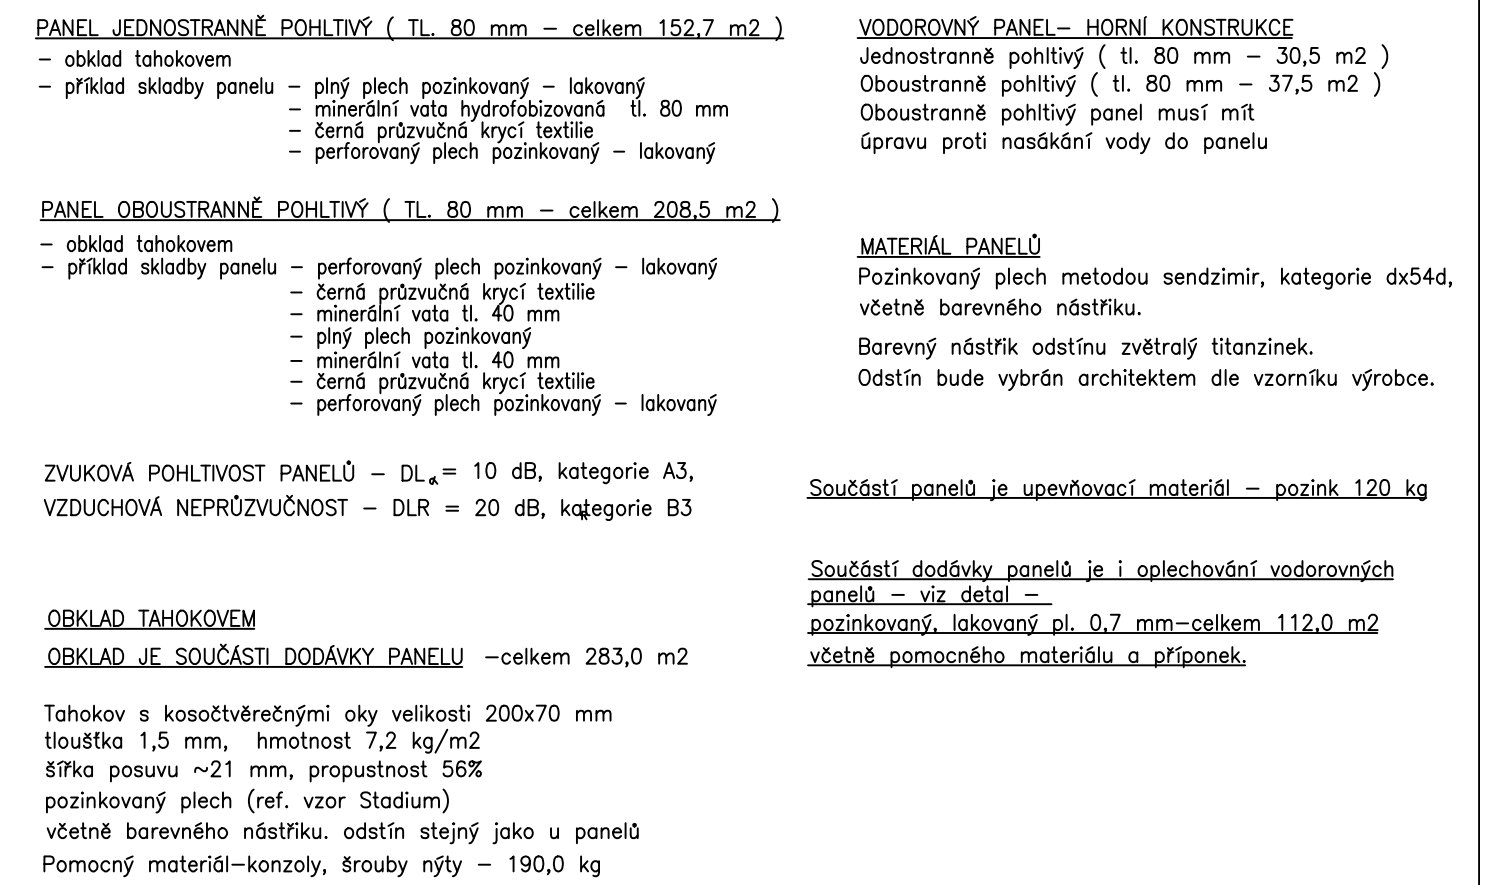 PANEL JEDNOSTRANNĚ POHLTIVÝ ( TL. 80 mm – celkem 152,7 m2 )
– obklad tahokovem
– příklad skladby panelu – plný plech pozinkovaný – lakovaný
– minerální vata hydrofobizovaná tl. 80 mm
– černá průzvučná krycí textilie
– perforovaný plech pozinkovaný – lakovaný
PANEL OBOUSTRANNĚ POHLTIVÝ ( TL. 80 mm – celkem 208,5 m2 )
– obklad tahokovem
– příklad skladby panelu – perforovaný plech pozinkovaný – lakovaný
– černá průzvučná krycí textilie
– minerální vata tl. 40 mm
– plný plech pozinkovaný
– minerální vata tl. 40 mm
– černá průzvučná krycí textilie
– perforovaný plech pozinkovaný – lakovaný
ZVUKOVÁ POHLTIVOST PANELŮ – DLα = 10 dB, kategorie A3,
VZDUCHOVÁ NEPRŮZVUČNOST – DLR = 20 dB, kategorie B3
R
OBKLAD TAHOKOVEM
OBKLAD JE SOUČÁSTI DODÁVKY PANELU –celkem 283,0 m2
Tahokov s kosočtvěrečnými oky velikosti 200x70 mm
tloušťka 1,5 mm, hmotnost 7,2 kg/m2
šířka posuvu ~21 mm, propustnost 56%
pozinkovaný plech (ref. vzor Stadium)
včetně barevného nástřiku. odstín stejný jako u panelů
Pomocný materiál–konzoly, šrouby nýty – 190,0 kg
VODOROVNÝ PANEL– HORNÍ KONSTRUKCE
Jednostranně pohltivý ( tl. 80 mm – 30,5 m2 )
Oboustranně pohltivý ( tl. 80 mm – 37,5 m2 )
Oboustranně pohltivý panel musí mít
úpravu proti nasákání vody do panelu
MATERIÁL PANELŮ
Pozinkovaný plech metodou sendzimir, kategorie dx54d,
včetně barevného nástřiku.
Barevný nástřik odstínu zvětralý titanzinek.
Odstín bude vybrán architektem dle vzorníku výrobce.
Součástí panelů je upevňovací materiál – pozink 120 kg
Součástí dodávky panelů je i oplechování vodorovných
panelů – viz detal –
pozinkovaný, lakovaný pl. 0,7 mm–celkem 112,0 m2
včetně pomocného materiálu a příponek.